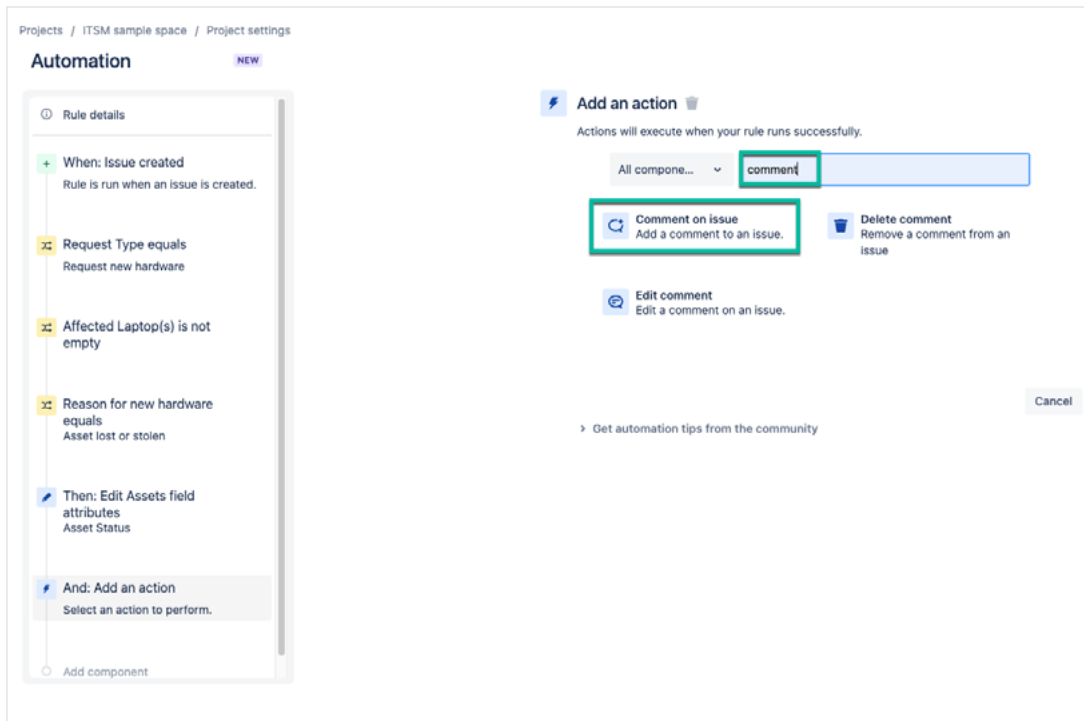 Projects / ITSM sample space / Project settings
Automation NEW
Rule details
When: Issue created
Rule is run when an issue is created.
Request Type equals
Request new hardware
Affected Laptop(s) is not
empty
Reason for new hardware
equals
Asset lost or stolen
Then: Edit Assets field
attributes
Asset Status
And: Add an action
Select an action to perform.
Add component
Add an action
Actions will execute when your rule runs successfully.
All compone... comment
Comment on issue
Add a comment to an issue.
Delete comment
Remove a comment from an
issue
Edit comment
Edit a comment on an issue.
Cancel
Get automation tips from the community